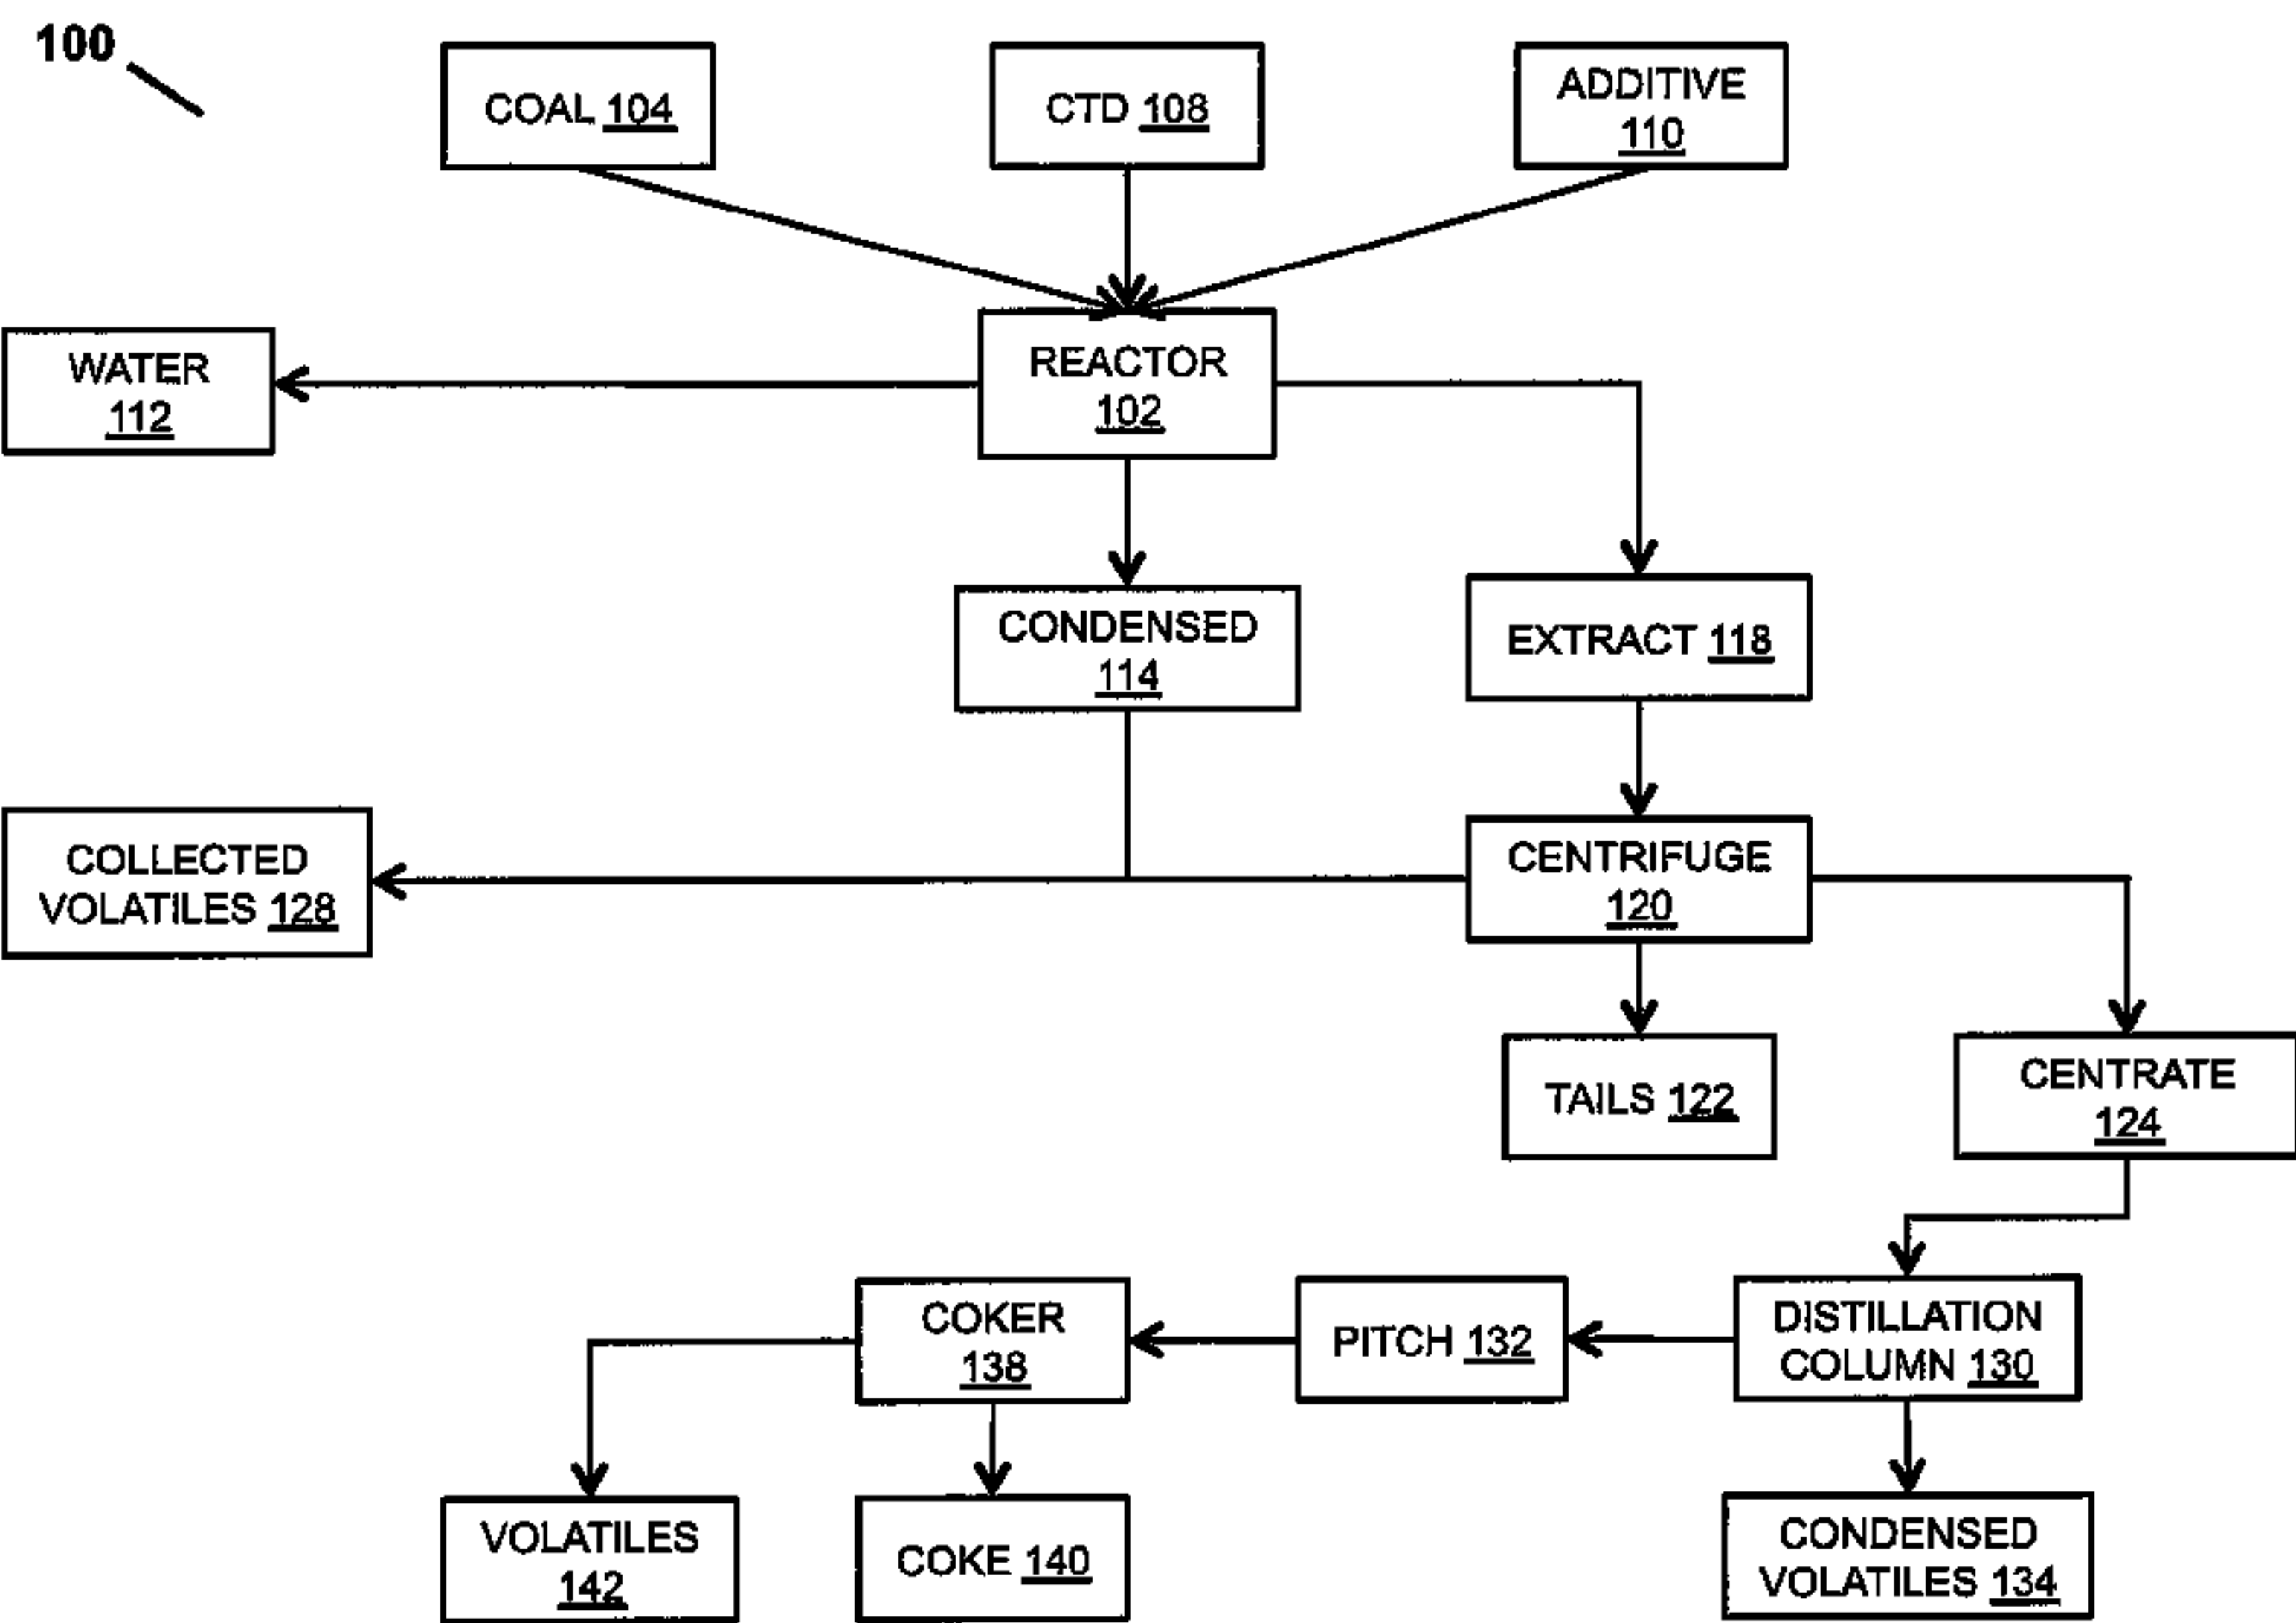 100
COAL 104
CTD 108
ADDITIVE
110
WATER
112
REACTOR
102
CONDENSED
114
EXTRACT 118
COLLECTED
VOLATILES 128
CENTRIFUGE
120
TAILS 122
CENTRATE
124
COKER
138
PITCH 132
DISTILLATION
COLUMN 130
VOLATILES
142
COKE 140
CONDENSED
VOLATILES 134